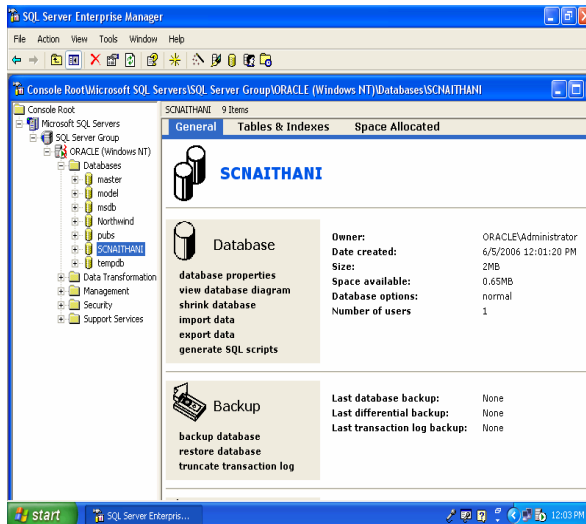 SQL Server Enterprise Manager
File Action View Tools Window Help
Console Root\Microsoft SQL Servers\SQL Server Group\ORACLE (Windows NT)\Databases\SCNAITHANI
Console Root
Microsoft SQL Servers
SQL Server Group
ORACLE (Windows NT)
Databases
master
model
msdb
Northwind
pubs
SCNAITHANI
tempdb
Data Transformation
Management
Security
Support Services
SCNAITHANI 9 Items
General Tables & Indexes Space Allocated
SCNAITHANI
Database
database properties
view database diagram
shrink database
import data
export data
generate SQL scripts
Owner: ORACLE\Administrator
Date created: 6/5/2006 12:01:20 PM
Size: 2MB
Space available: 0.65MB
Database options: normal
Number of users 1
Backup
backup database
restore database
truncate transaction log
Last database backup: None
Last differential backup: None
Last transaction log backup: None
start SQL Server Enterpris... 12:03 PM